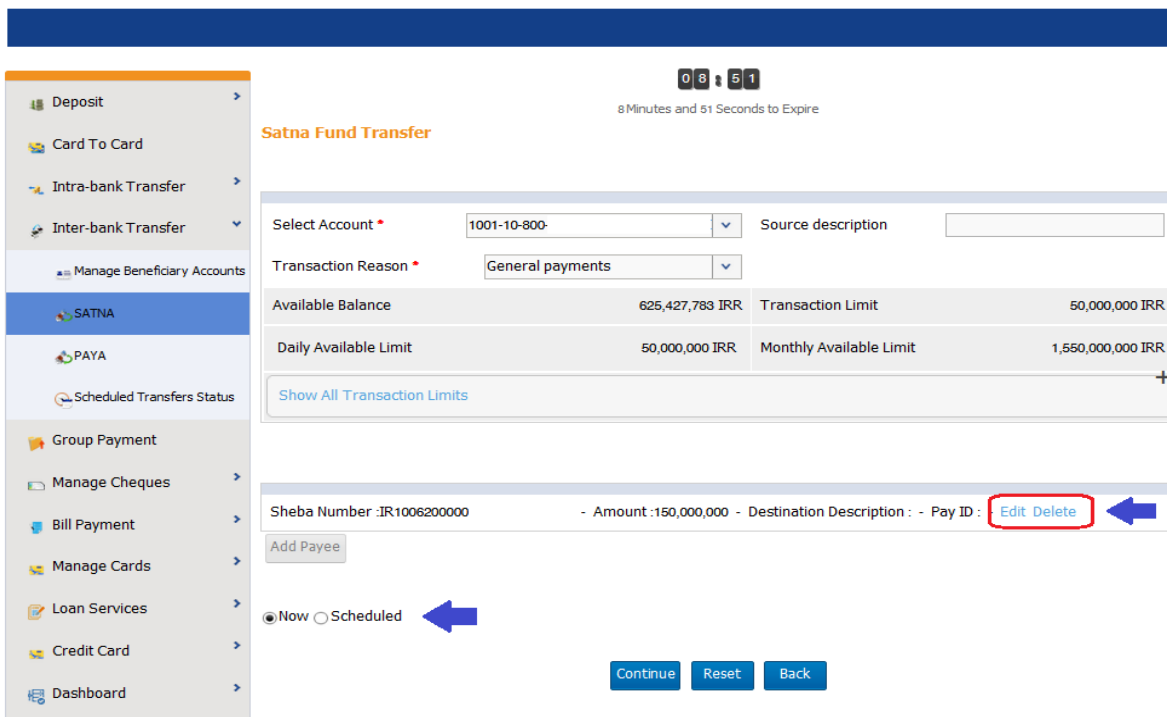 08:51
8 Minutes and 51 Seconds to Expire
Deposit
Card To Card
Intra-bank Transfer
Inter-bank Transfer
Manage Beneficiary Accounts
SATNA
PAYA
Scheduled Transfers Status
Group Payment
Manage Cheques
Bill Payment
Manage Cards
Loan Services
Credit Card
Dashboard
Satna Fund Transfer
Select Account * 1001-10-800- Source description
Transaction Reason * General payments
Available Balance 625,427,783 IRR Transaction Limit 50,000,000 IRR
Daily Available Limit 50,000,000 IRR Monthly Available Limit 1,550,000,000 IRR
+
Show All Transaction Limits
Sheba Number :IR1006200000 - Amount :150,000,000 - Destination Description : - Pay ID : - Edit Delete
Add Payee
Now Scheduled
Continue Reset Back